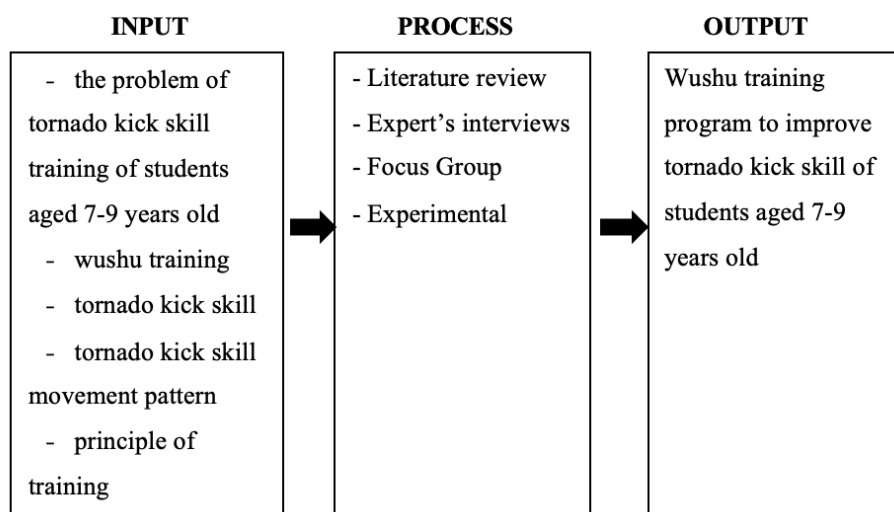 INPUT
- the problem of
tornado kick skill
training of students
aged 7-9 years old
- wushu training
- tornado kick skill
- tornado kick skill
movement pattern
- principle of
training
PROCESS
- Literature review
- Expert’s interviews
- Focus Group
- Experimental
OUTPUT
Wushu training
program to improve
tornado kick skill of
students aged 7-9
years old